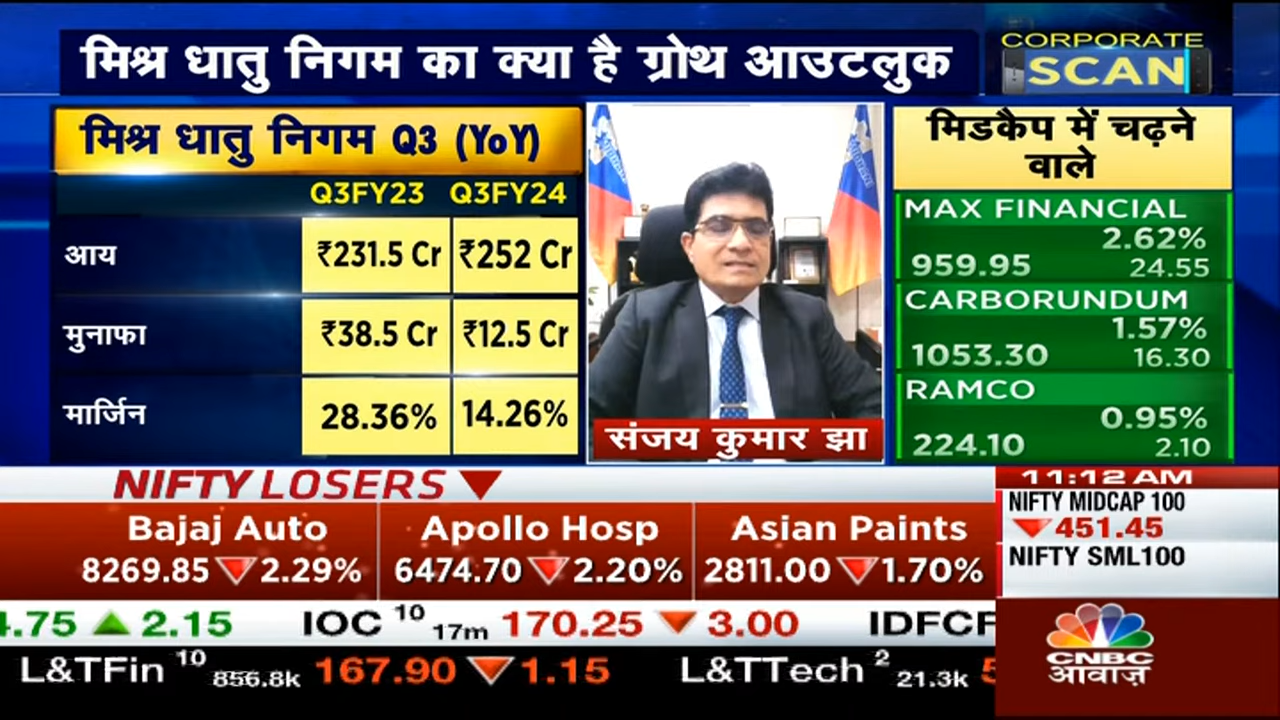 मिश्र धातु निगम का क्या है ग्रोथ आउटलुक
CORPORATE
SCAN
मिश्र धातु निगम Q3 (YoY)
Q3FY23 Q3FY24
आय ₹231.5 Cr ₹252 Cr
मुनाफा ₹38.5 Cr ₹12.5 Cr
मार्जिन 28.36% 14.26%
संजय कुमार झा
मिडकैप में चढ़ने
वाले
MAX FINANCIAL
2.62%
959.95 24.55
CARBORUNDUM
1.57%
1053.30 16.30
RAMCO
0.95%
224.10 2.10
NIFTY LOSERS
Bajaj Auto Apollo Hosp Asian Paints
8269.85 2.29% 6474.70 2.20% 2811.00 1.70%
11:12 AM
NIFTY MIDCAP 100
451.45
NIFTY SML100
4.75 2.15 IOC 10 17m 170.25 3.00 IDFCF
L&TFin 10 856.8k 167.90 1.15 L&TTech 2 21.3k 5
CNBC
आवाज़